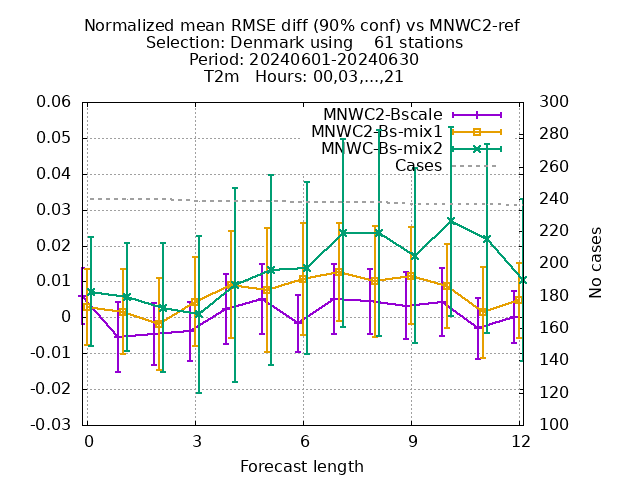 Normalized mean RMSE diff (90% conf) vs MNWC2-ref
Selection: Denmark using    61 stations
Period: 20240601-20240630
T2m   Hours: 00,03,...,21
MNWC2-Bscale
MNWC2-Bs-mix1
MNWC-Bs-mix2
Cases
0.06
0.05
0.04
0.03
0.02
0.01
0
-0.01
-0.02
-0.03
300
280
260
240
220
200
180
160
140
120
100
No cases
0 3 6 9 12
Forecast length